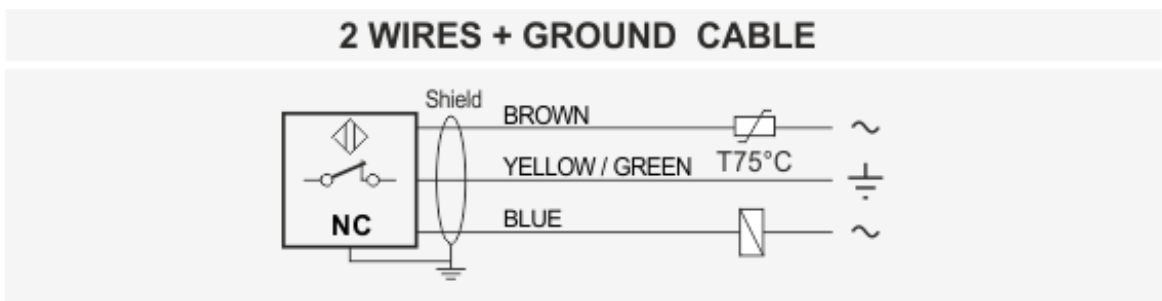 2 WIRES + GROUND CABLE
Shield
BROWN
~
YELLOW / GREEN
T75°C
NC
BLUE
~